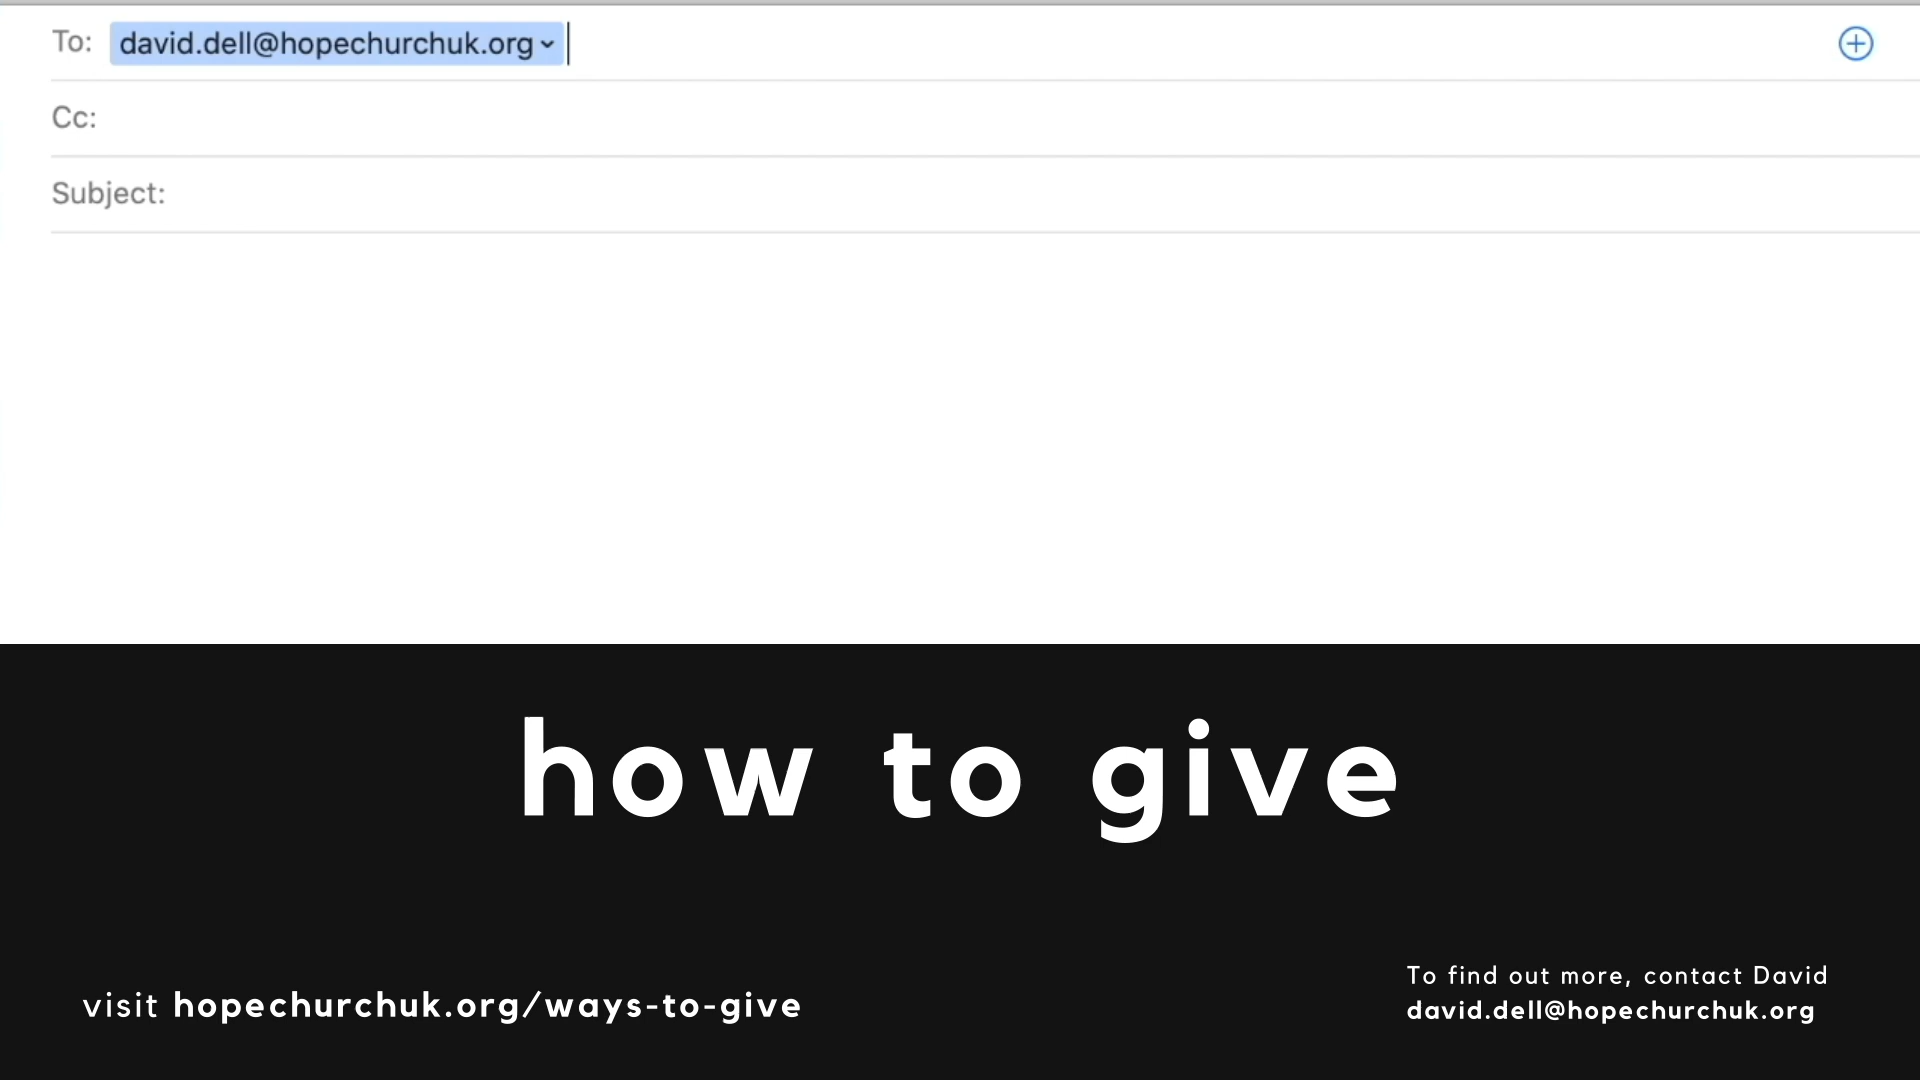 To: david.dell@hopechurchuk.org
Cc:
Subject:
how to give
visit hopechurchuk.org/ways-to-give
To find out more, contact David
david.dell@hopechurchuk.org